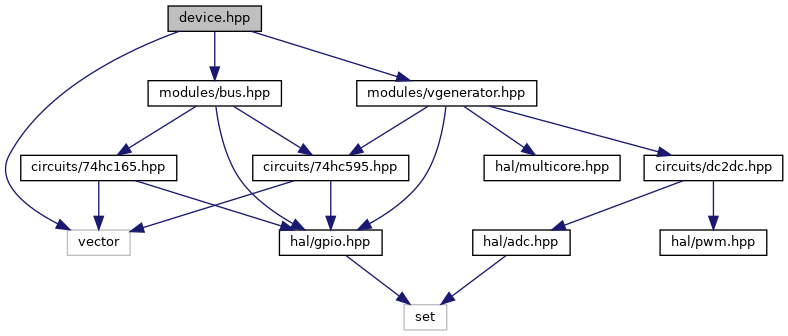 device.hpp
modules/bus.hpp
modules/vgenerator.hpp
circuits/74hc165.hpp
circuits/74hc595.hpp
hal/multicore.hpp
circuits/dc2dc.hpp
vector
hal/gpio.hpp
hal/adc.hpp
hal/pwm.hpp
set